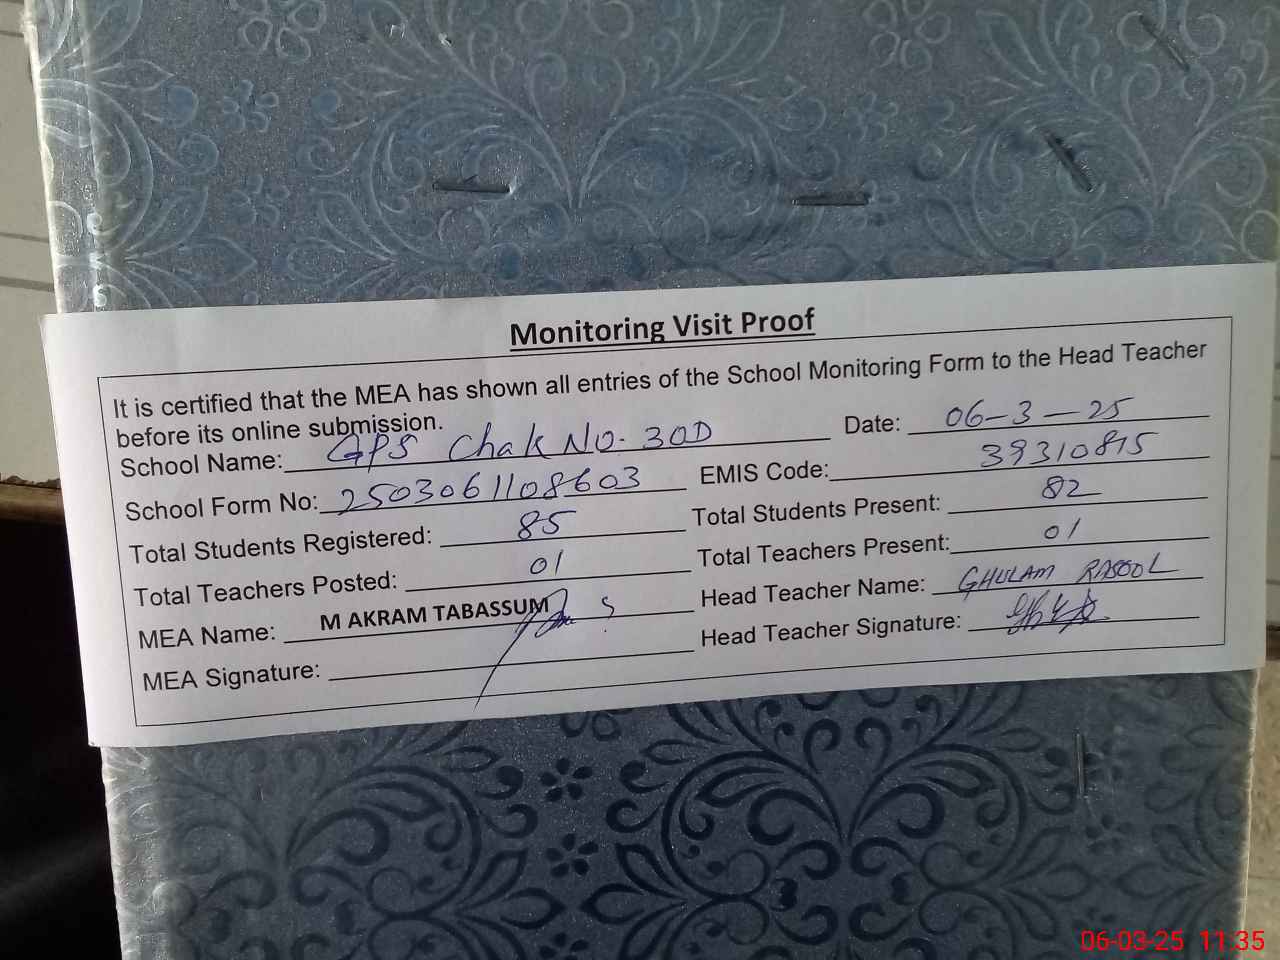 Monitoring Visit Proof
It is certified that the MEA has shown all entries of the School Monitoring Form to the Head Teacher
before its online submission.
School Name: GPS Chak No. 30D Date: 06-3-25
School Form No: 2503061108603 EMIS Code: 39310815
Total Students Registered: 85 Total Students Present: 82
Total Teachers Posted: 01 Total Teachers Present: 01
MEA Name: M AKRAM TABASSUM Head Teacher Name: GHULAM RASOOL
MEA Signature: Head Teacher Signature:
06-03-25 11:35